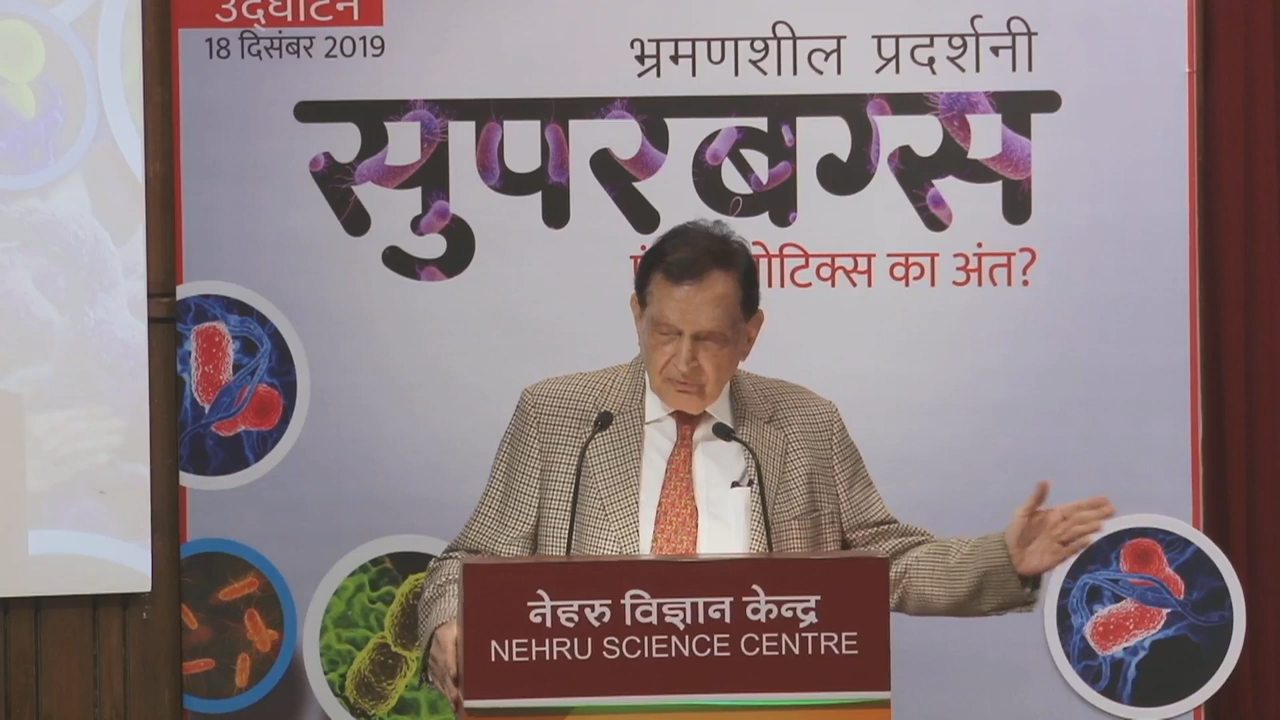 उद्घाटन
18 दिसंबर 2019
भ्रमणशील प्रदर्शनी
सुपरबग्स
का अंत?
नेहरु विज्ञान केन्द्र
NEHRU SCIENCE CENTRE